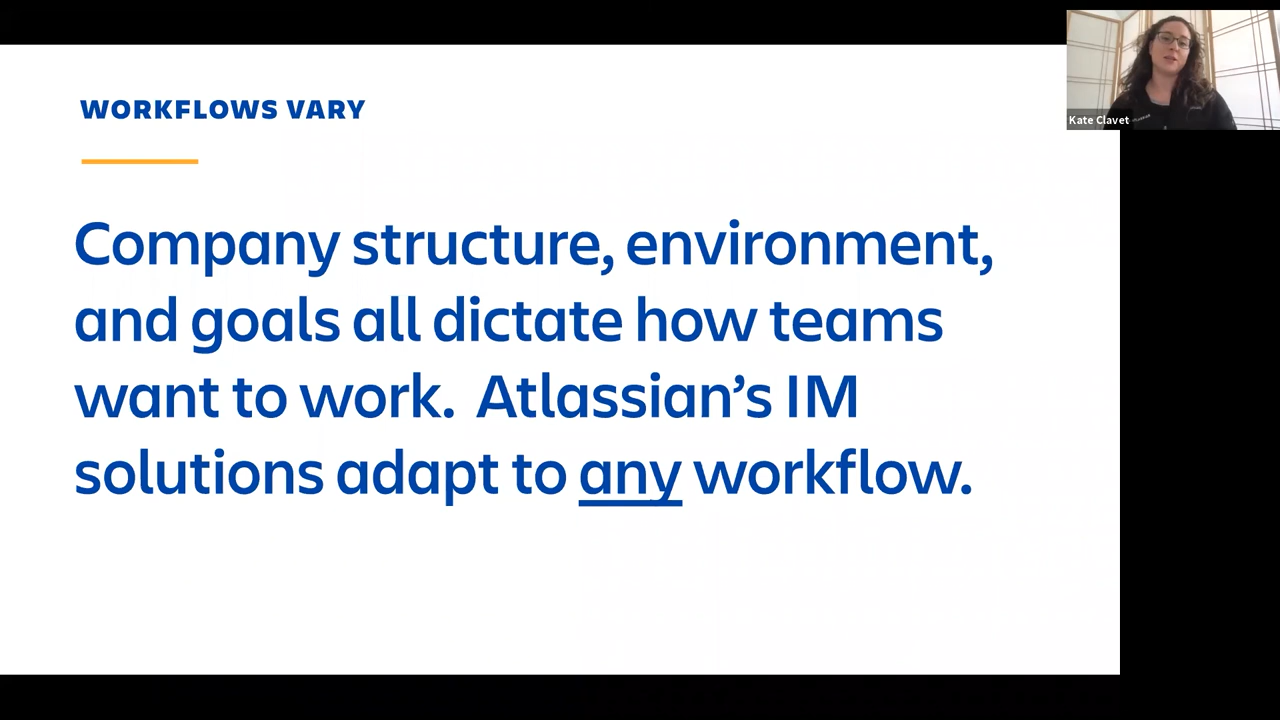 WORKFLOWS VARY
Company structure, environment,
and goals all dictate how teams
want to work.  Atlassian’s IM
solutions adapt to any workflow.
Kate Clavet